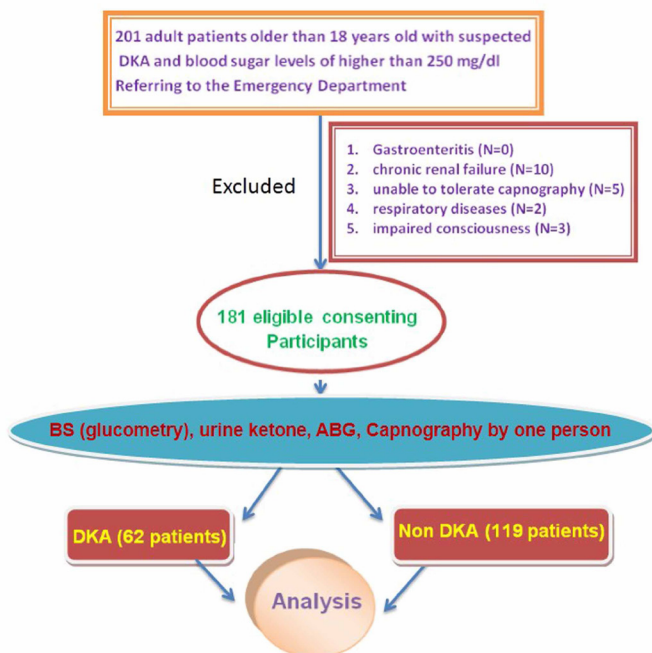 201 adult patients older than 18 years old with suspected
DKA and blood sugar levels of higher than 250 mg/dl
Referring to the Emergency Department
Excluded
1. Gastroenteritis (N=0)
2. chronic renal failure (N=10)
3. unable to tolerate capnography (N=5)
4. respiratory diseases (N=2)
5. impaired consciousness (N=3)
181 eligible consenting
Participants
BS (glucometry), urine ketone, ABG, Capnography by one person
DKA (62 patients)
Non DKA (119 patients)
Analysis